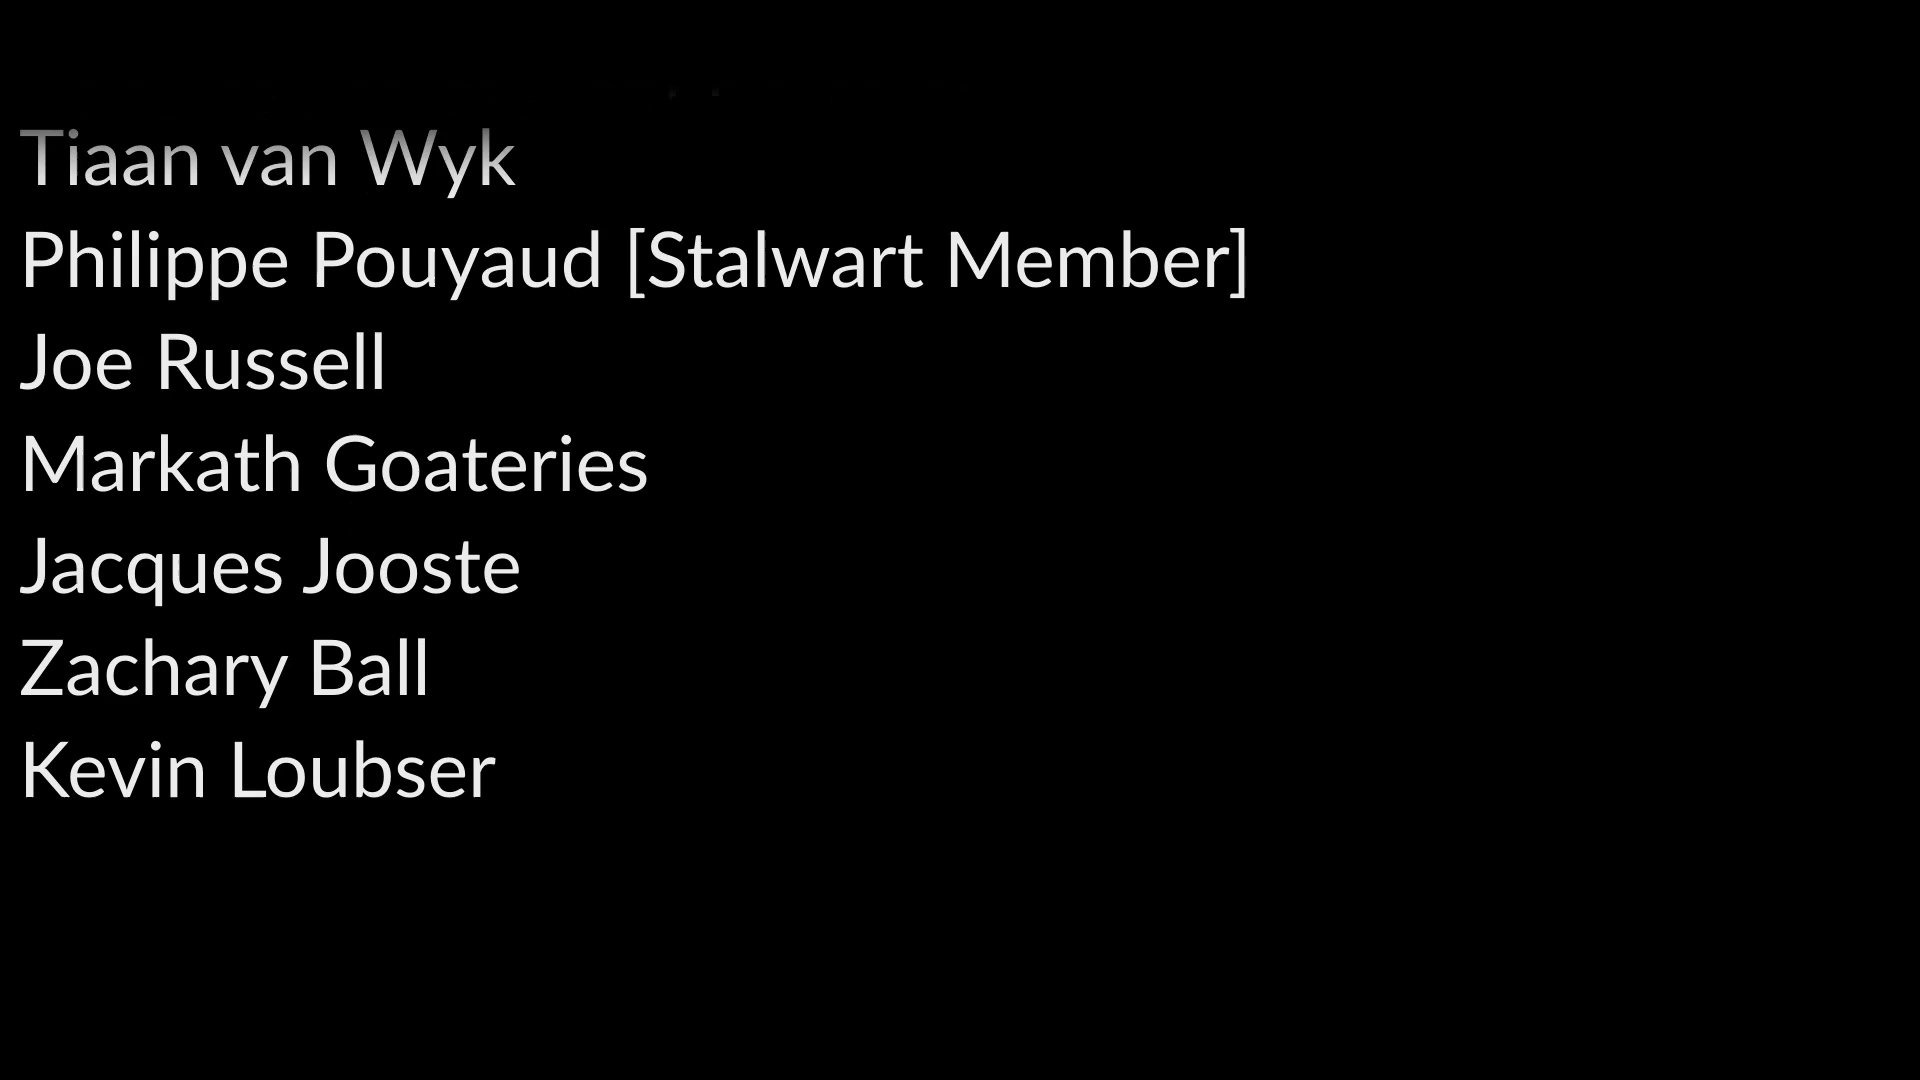 Tiaan van Wyk
Philippe Pouyaud [Stalwart Member]
Joe Russell
Markath Goateries
Jacques Jooste
Zachary Ball
Kevin Loubser